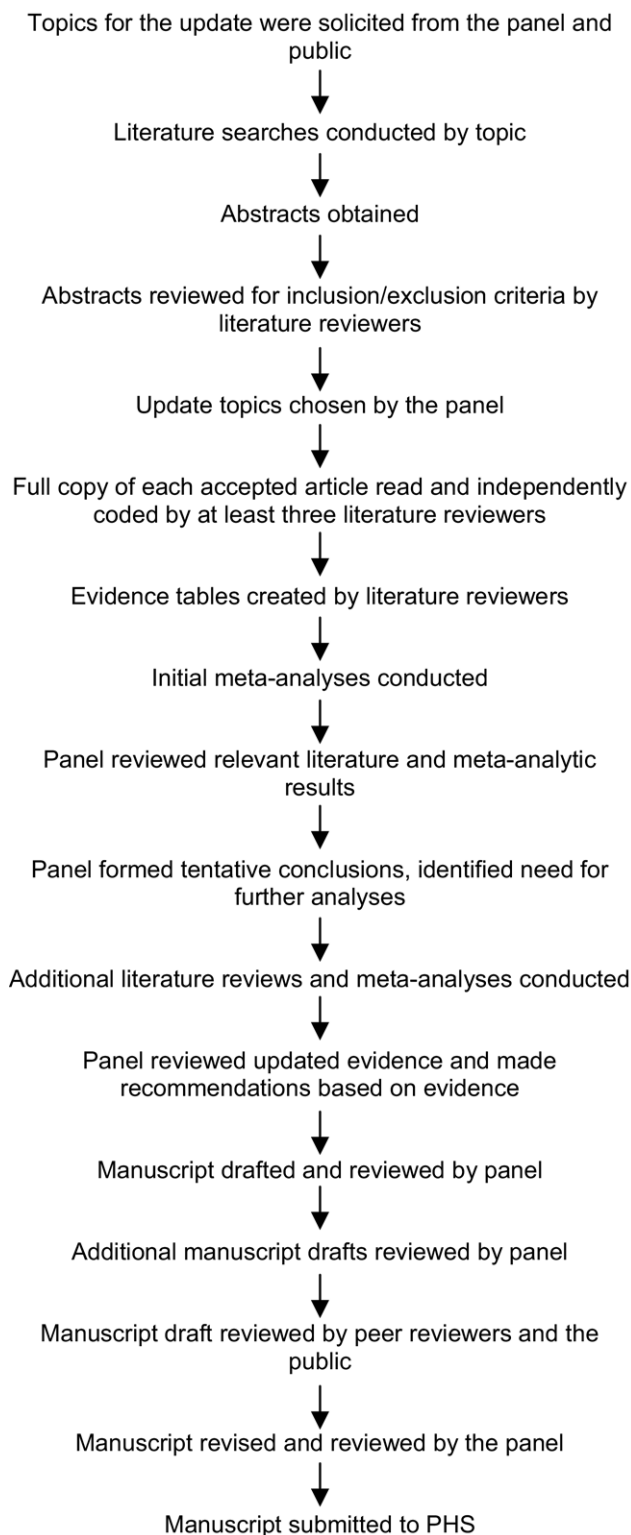 Topics for the update were solicited from the panel and
public
Literature searches conducted by topic
Abstracts obtained
Abstracts reviewed for inclusion/exclusion criteria by
literature reviewers
Update topics chosen by the panel
Full copy of each accepted article read and independently
coded by at least three literature reviewers
Evidence tables created by literature reviewers
Initial meta-analyses conducted
Panel reviewed relevant literature and meta-analytic
results
Panel formed tentative conclusions, identified need for
further analyses
Additional literature reviews and meta-analyses conducted
Panel reviewed updated evidence and made
recommendations based on evidence
Manuscript drafted and reviewed by panel
Additional manuscript drafts reviewed by panel
Manuscript draft reviewed by peer reviewers and the
public
Manuscript revised and reviewed by the panel
Manuscript submitted to PHS